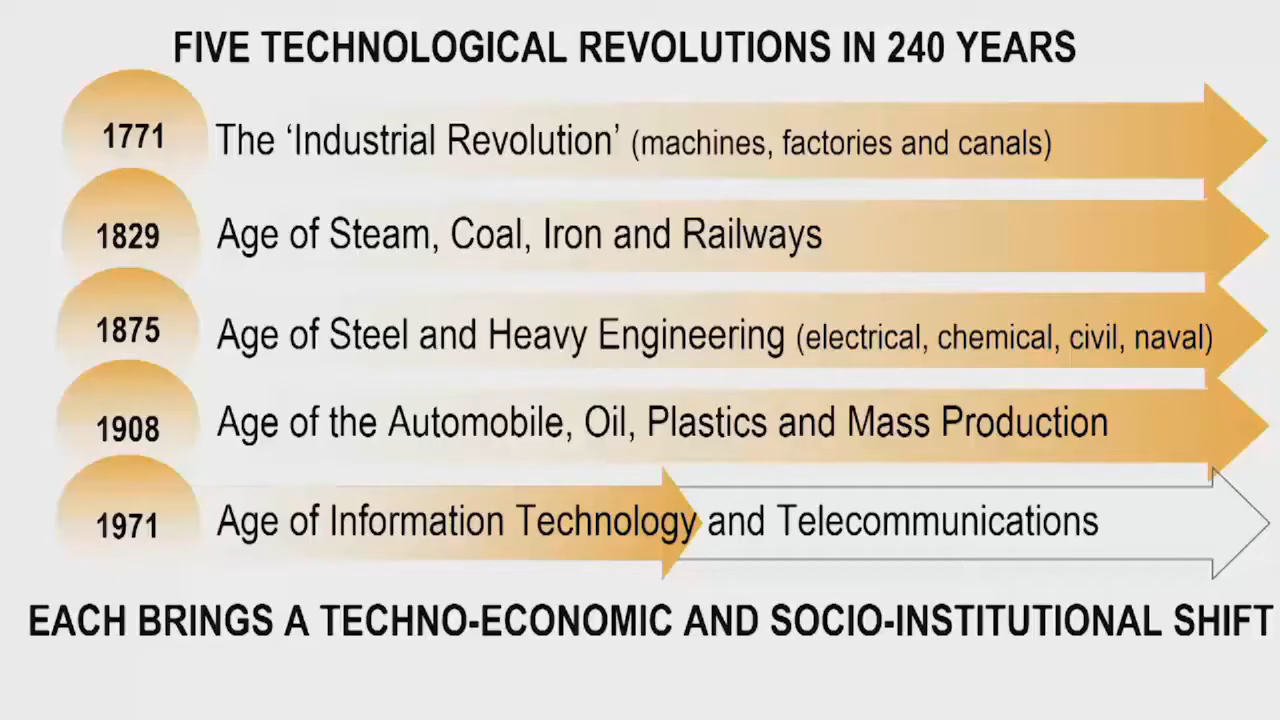 FIVE TECHNOLOGICAL REVOLUTIONS IN 240 YEARS
1771 The ‘Industrial Revolution’ (machines, factories and canals)
1829 Age of Steam, Coal, Iron and Railways
1875 Age of Steel and Heavy Engineering (electrical, chemical, civil, naval)
1908 Age of the Automobile, Oil, Plastics and Mass Production
1971 Age of Information Technology and Telecommunications
EACH BRINGS A TECHNO-ECONOMIC AND SOCIO-INSTITUTIONAL SHIFT